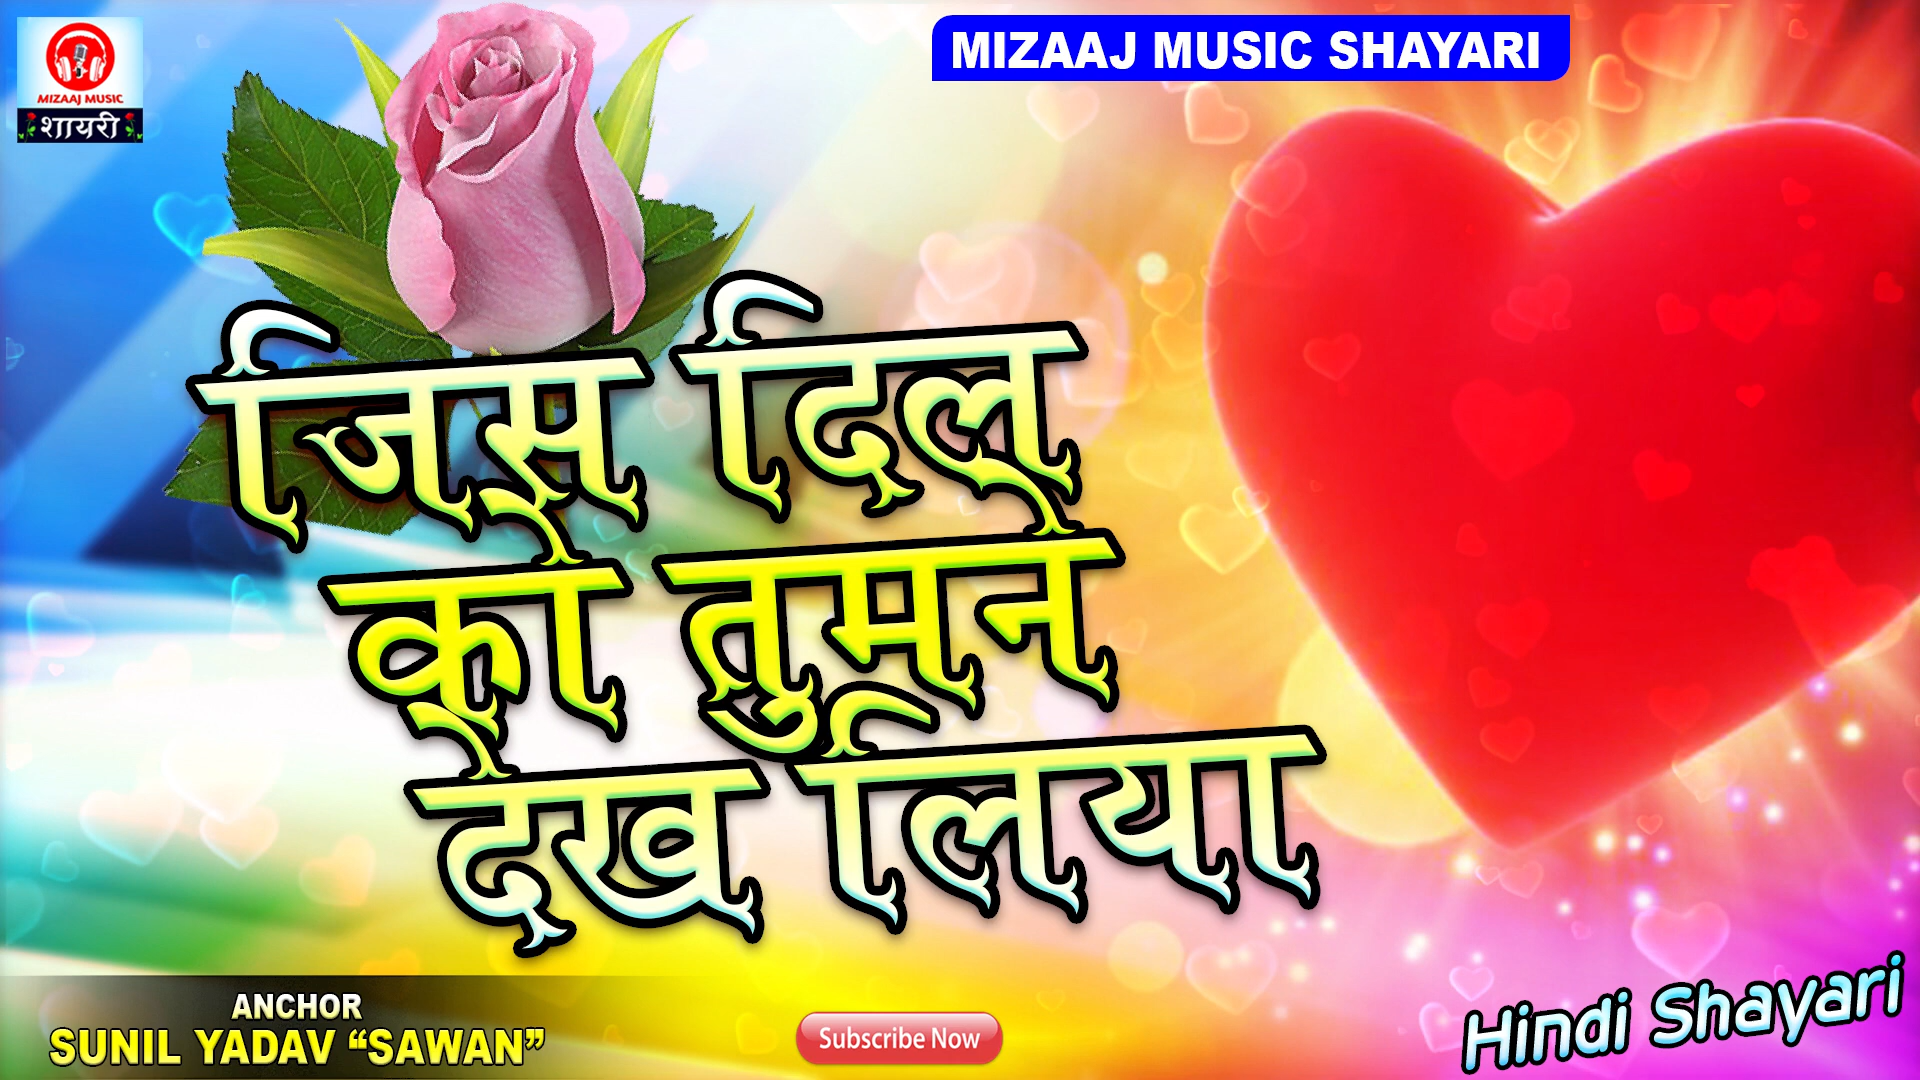 MIZAAJ MUSIC
शायरी
MIZAAJ MUSIC SHAYARI
जिस दिल
को तुमने
देख लिया
ANCHOR
SUNIL YADAV “SAWAN”
Subscribe Now
Hindi Shayari